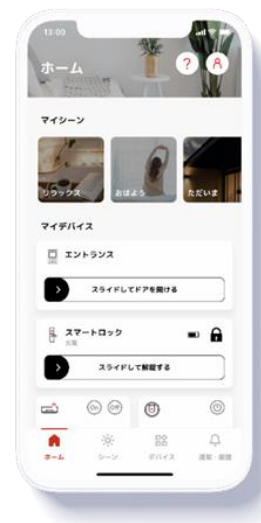 13:00
ホーム
?
マイシーン
リラックス
おはよう
ただいま
マイデバイス
エントランス
スライドしてドアを開ける
スマートロック
スライドして解錠する
On Off
ホーム
シーン
デバイス
通知・履歴